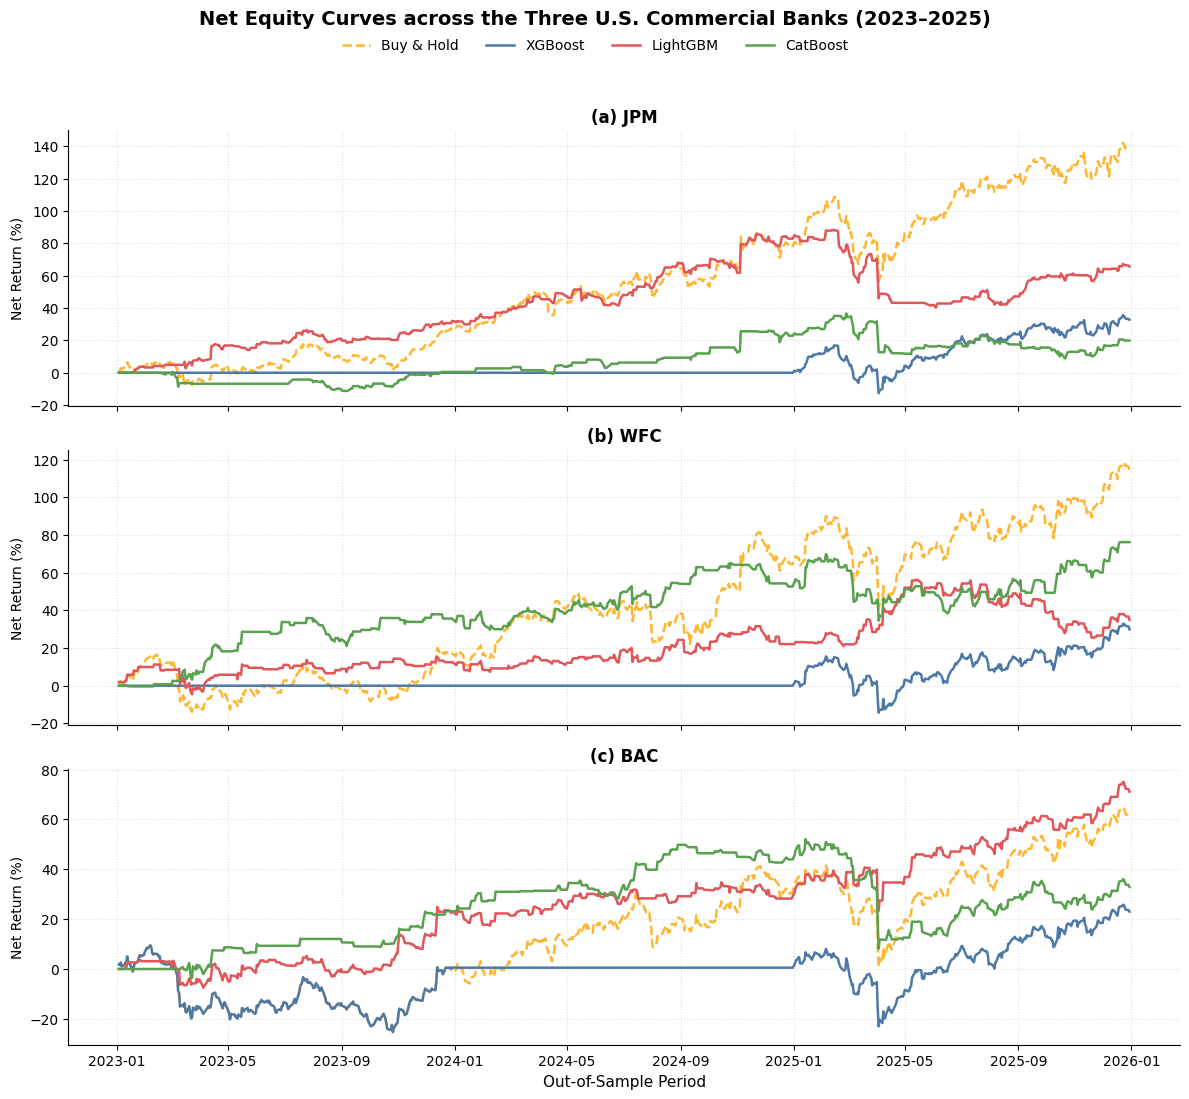 Net Equity Curves across the Three U.S. Commercial Banks (2023–2025)
Buy & Hold XGBoost LightGBM CatBoost
(a) JPM
Net Return (%)
140
120
100
80
60
40
20
0
−20
(b) WFC
Net Return (%)
120
100
80
60
40
20
0
−20
(c) BAC
Net Return (%)
80
60
40
20
0
−20
2023-01 2023-05 2023-09 2024-01 2024-05 2024-09 2025-01 2025-05 2025-09 2026-01
Out-of-Sample Period